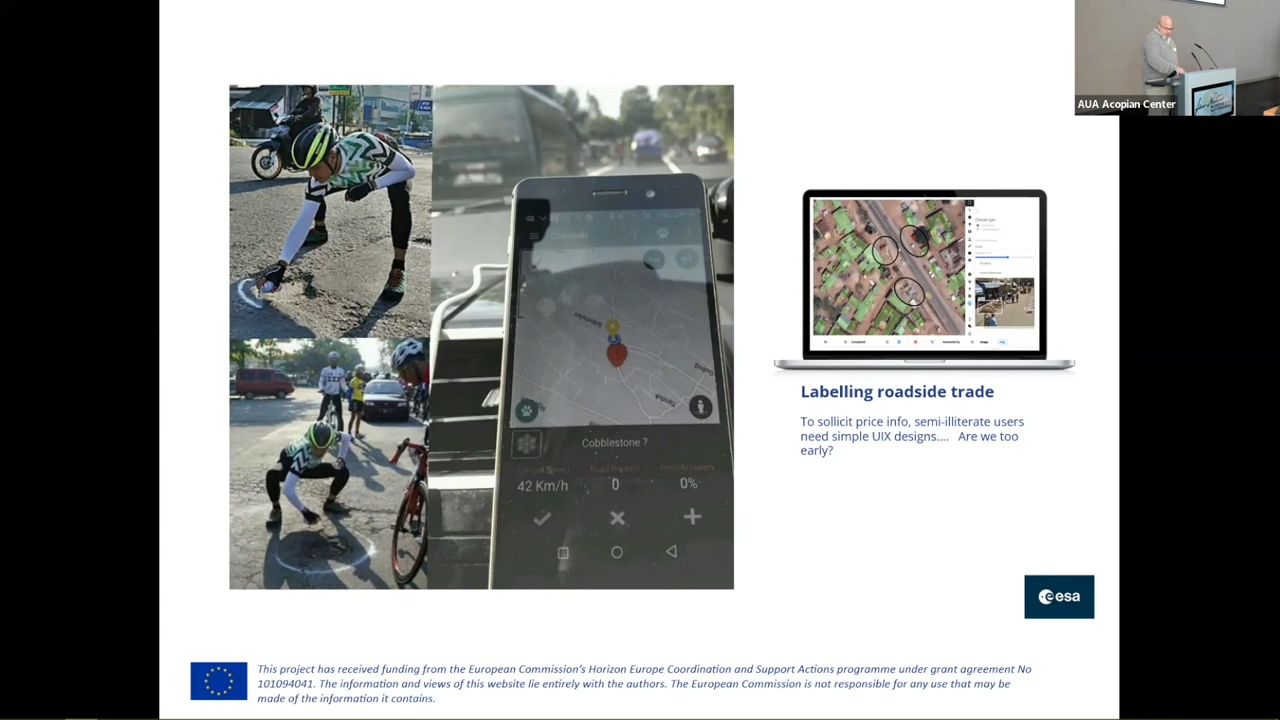 AUA Acopian Center
Cobblestone ?
42 Km/h
0
0%
Labelling roadside trade
To sollicit price info, semi-illiterate users
need simple UIX designs.... Are we too
early?
esa
This project has received funding from the European Commission's Horizon Europe Coordination and Support Actions programme under grant agreement No
101094041. The information and views of this website lie entirely with the authors. The European Commission is not responsible for any use that may be
made of the information it contains.